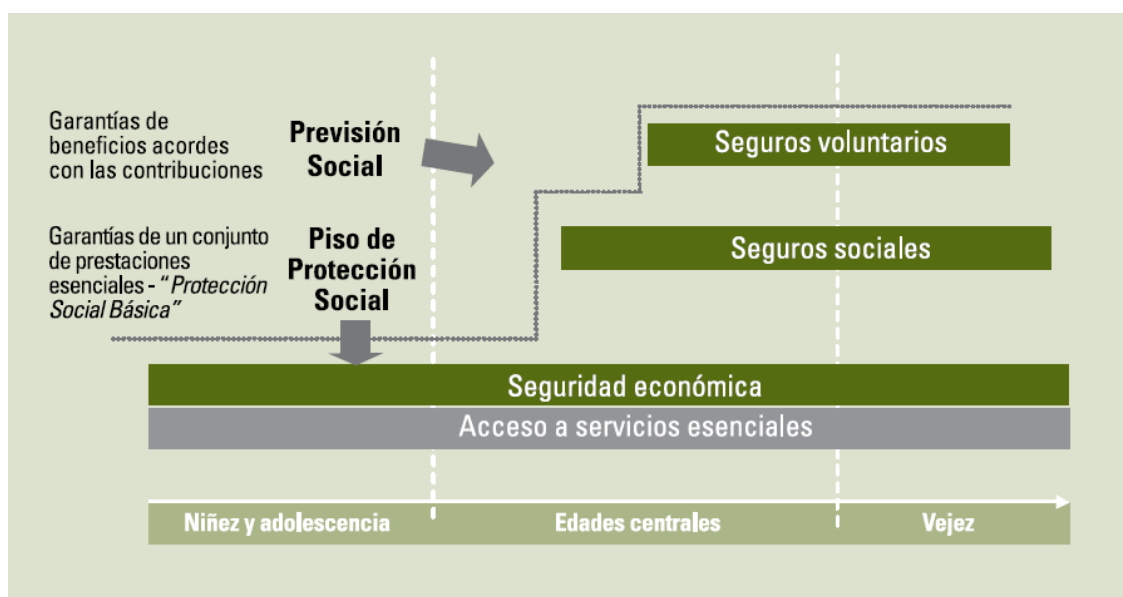 Garantías de
beneficios acordes
con las contribuciones
Previsión
Social
Seguros voluntarios
Garantías de un conjunto
de prestaciones
esenciales - “Protección
Social Básica”
Piso de
Protección
Social
Seguros sociales
Seguridad económica
Acceso a servicios esenciales
Niñez y adolescencia
Edades centrales
Vejez